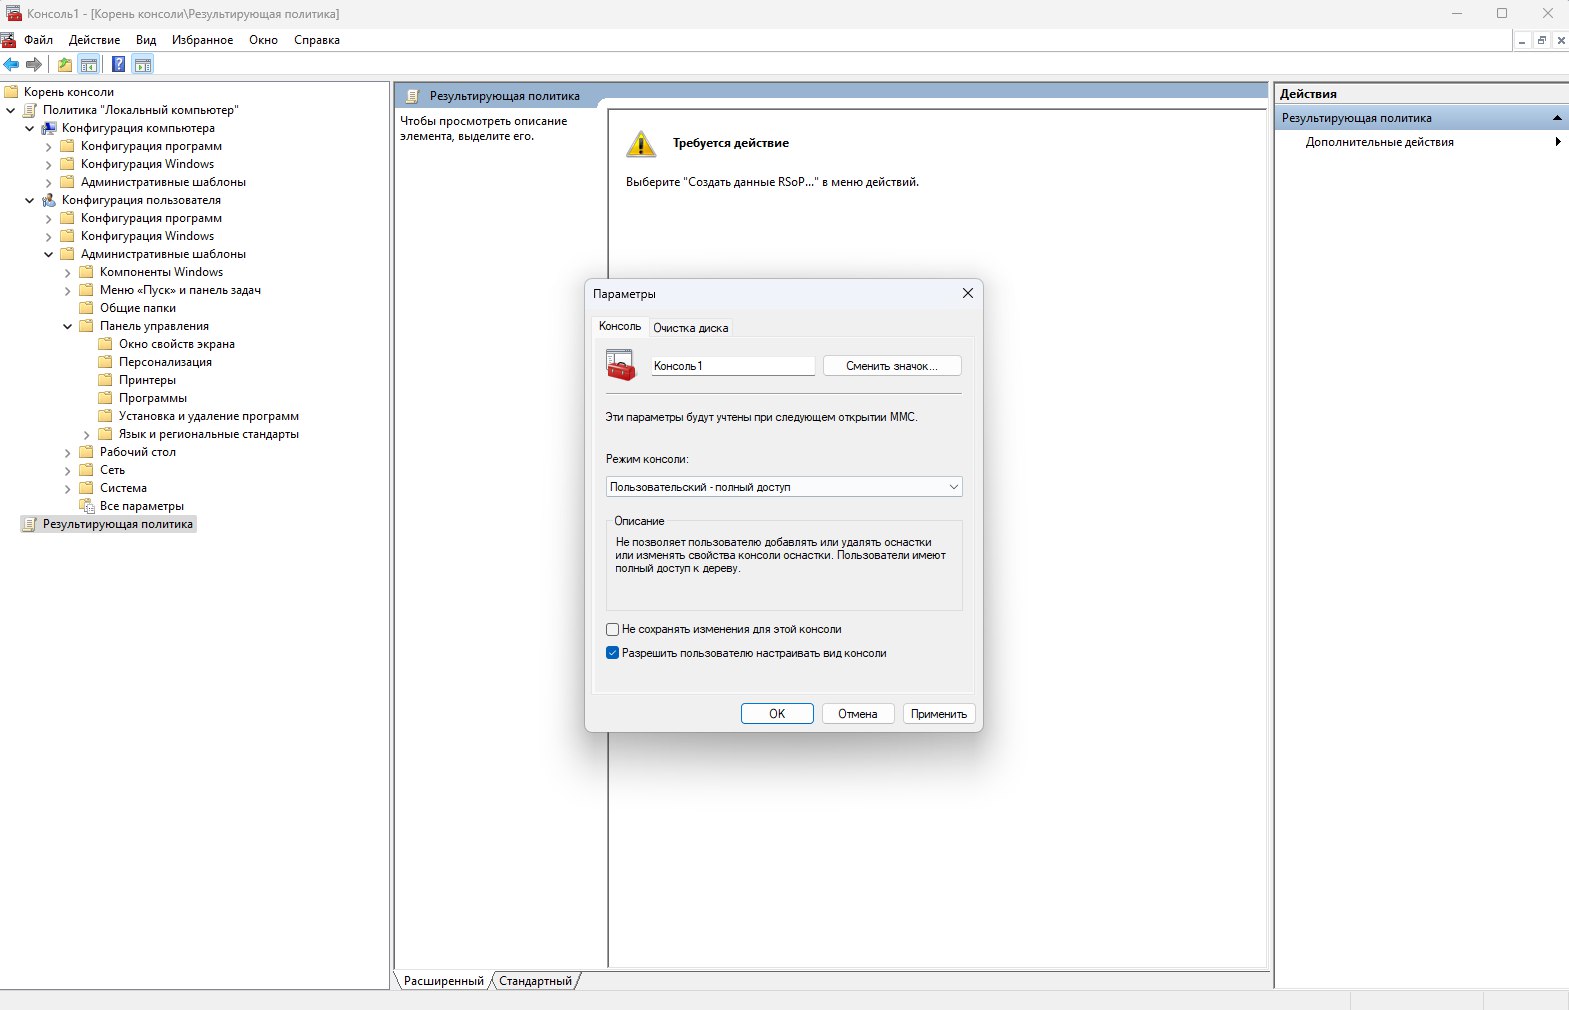 Консоль1 - [Корень консоли\Результирующая политика]
Файл Действие Вид Избранное Окно Справка
Корень консоли
Политика "Локальный компьютер"
Конфигурация компьютера
Конфигурация программ
Конфигурация Windows
Административные шаблоны
Конфигурация пользователя
Конфигурация программ
Конфигурация Windows
Административные шаблоны
Компоненты Windows
Меню «Пуск» и панель задач
Общие папки
Панель управления
Окно свойств экрана
Персонализация
Принтеры
Программы
Установка и удаление программ
Язык и региональные стандарты
Рабочий стол
Сеть
Система
Все параметры
Результирующая политика
Результирующая политика
Чтобы просмотреть описание
элемента, выделите его.
Требуется действие
Выберите "Создать данные RSoP..." в меню действий.
Параметры
Консоль Очистка диска
Консоль1
Сменить значок...
Эти параметры будут учтены при следующем открытии MMC.
Режим консоли:
Пользовательский - полный доступ
Описание
Не позволяет пользователю добавлять или удалять оснастки
или изменять свойства консоли оснастки. Пользователи имеют
полный доступ к дереву.
Не сохранять изменения для этой консоли
Разрешить пользователю настраивать вид консоли
ОК Отмена Применить
Расширенный Стандартный
Действия
Результирующая политика
Дополнительные действия